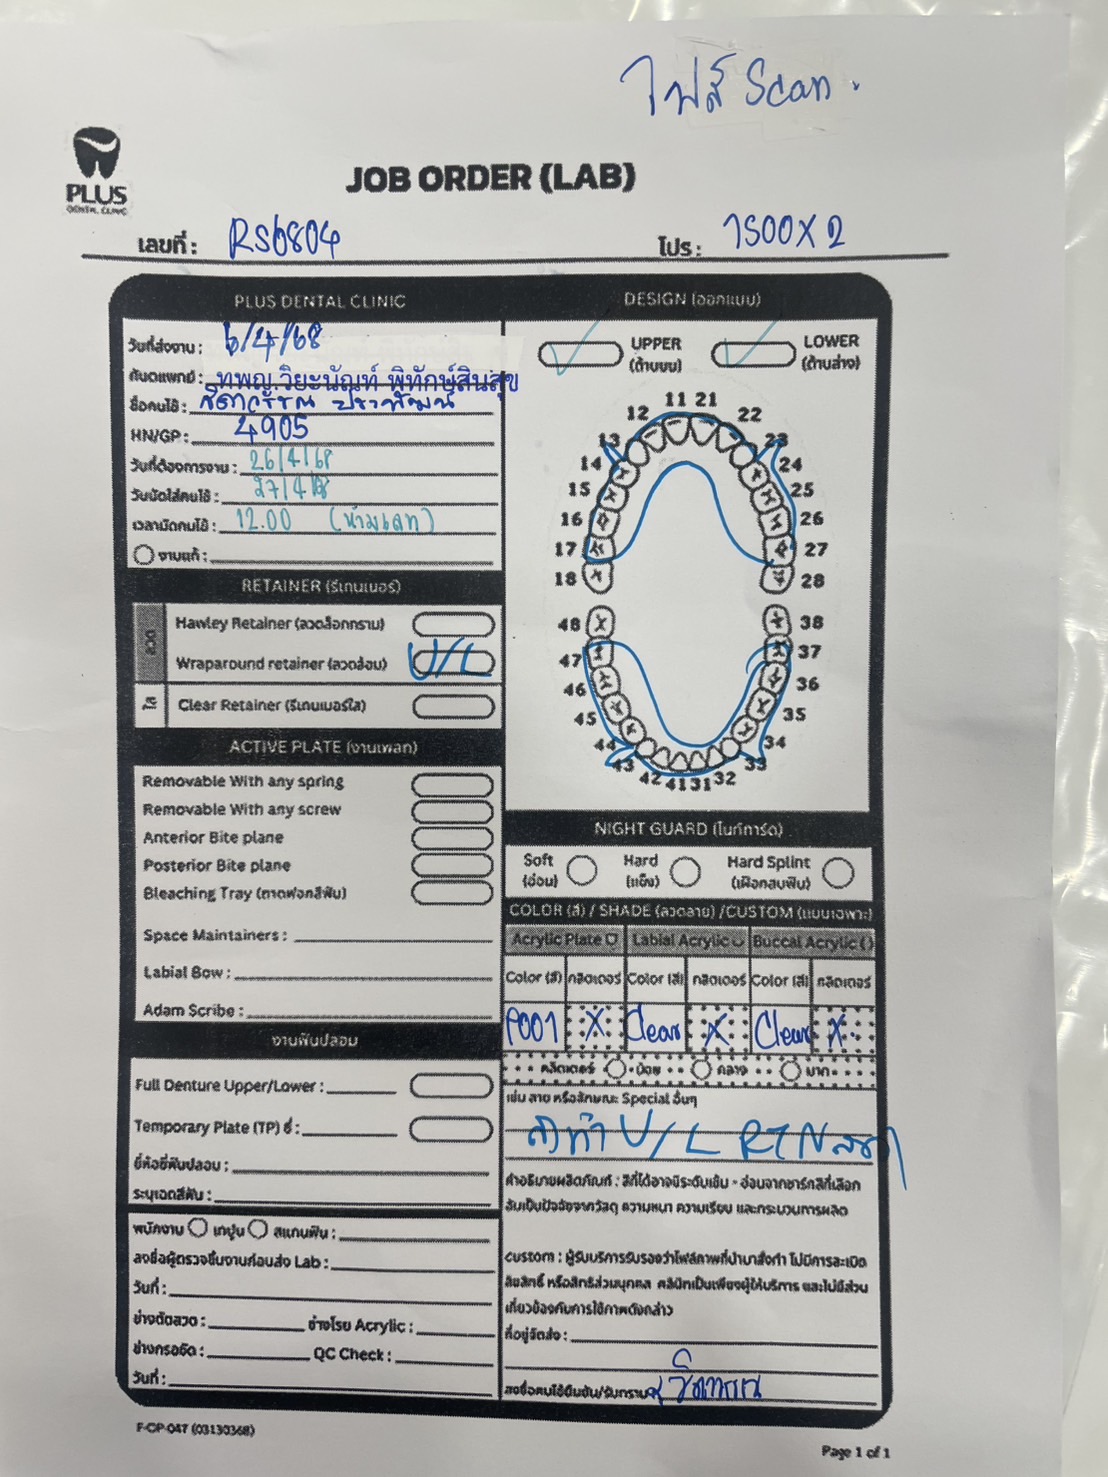 ไฟล์ Scan.
PLUS
DENTAL CLINIC
JOB ORDER (LAB)
เลขที่ : RS6804
โปร : 1500 X 2
PLUS DENTAL CLINIC
วันที่ส่งงาน : 6/4/68
ทันตแพทย์ : ทพญ.วิยะนัณท์ พิทักษ์สินสุข
ชื่อคนไข้ :
HN/GP : 4905
วันที่ต้องการงาน : 26/4/68
วันนัดใส่คนไข้ : 27/4/68
เวลานัดคนไข้ : 12.00 (ห้ามเลท)
งานแก้ :
RETAINER (รีเทนเนอร์)
ลวด
Hawley Retainer (ลวดล็อกกราม)
Wraparound retainer (ลวดล้อม) U/L
ใส
Clear Retainer (รีเทนเนอร์ใส)
ACTIVE PLATE (งานเพลท)
Removable With any spring
Removable With any screw
Anterior Bite plane
Posterior Bite plane
Bleaching Tray (ถาดฟอกสีฟัน)
Space Maintainers :
Labial Bow :
Adam Scribe :
งานฟันปลอม
Full Denture Upper/Lower :
Temporary Plate (TP) ซี่ :
ยี่ห้อซี่ฟันปลอม :
ระบุเฉดสีฟัน :
พนักงาน เทปูน สแกนฟัน :
ลงชื่อผู้ตรวจชิ้นงานก่อนส่ง Lab :
วันที่ :
ช่างดัดลวด : ช่างโรย Acrylic :
ช่างกรอขัด : QC Check :
วันที่ :
DESIGN (ออกแบบ)
UPPER
(ด้านบน)
LOWER
(ด้านล่าง)
11 21
12 22
13 23
14 24
15 25
16 26
17 27
18 28
48 38
47 37
46 36
45 35
44 34
43 33
42 41 31 32
NIGHT GUARD (ไนท์การ์ด)
Soft
(อ่อน)
Hard
(แข็ง)
Hard Splint
(เฝือกสบฟัน)
COLOR (สี) / SHADE (ลวดลาย) /CUSTOM (แบบเฉพาะ)
Acrylic Plate Labial Acrylic Buccal Acrylic
Color (สี) กลิตเตอร์ Color (สี) กลิตเตอร์ Color (สี) กลิตเตอร์
P001 X Clear X Clear X
กลิตเตอร์ น้อย กลาง มาก
เช่น ลาย หรือลักษณะ Special อื่นๆ
U/L RTN
คำอธิบายผลิตภัณฑ์ : สีที่ได้อาจมีระดับเข้ม - อ่อนจากชาร์กสีที่เลือก
อันเป็นปัจจัยจากวัสดุ ความหนา ความเรียบ และกระบวนการผลิต
custom : ผู้รับบริการรับรองว่าไฟล์ภาพที่นำมาสั่งทำ ไม่มีการละเมิด
ลิขสิทธิ์ หรือสิทธิส่วนบุคคล คลินิกเป็นเพียงผู้ให้บริการ และไม่มีส่วน
เกี่ยวข้องกับการใช้ภาพดังกล่าว
ที่อยู่จัดส่ง :
ลงชื่อคนไข้ยืนยัน/รับทราบ
F-CP-047 (03130368)
Page 1 of 1